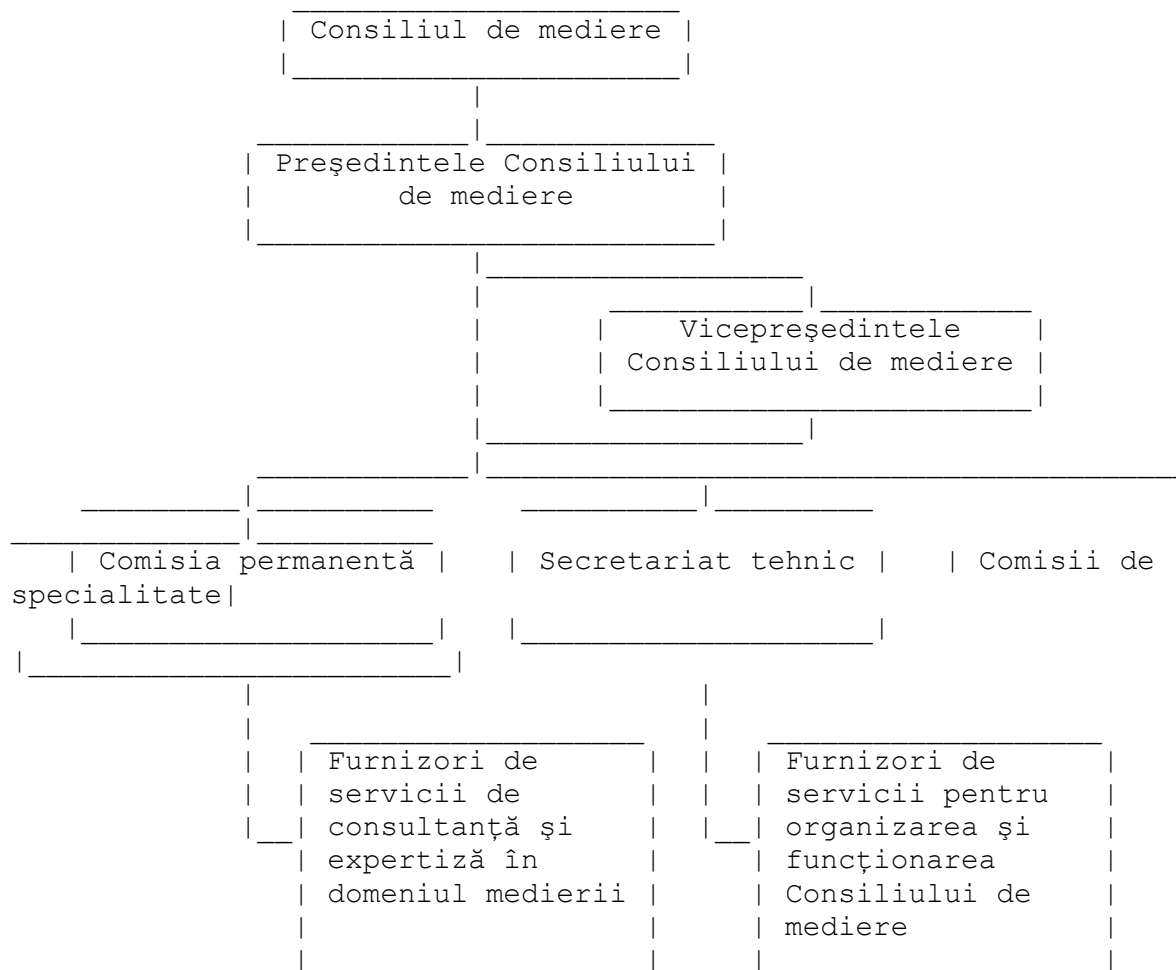 Consiliul de mediere
Preşedintele Consiliului
de mediere
Vicepreşedintele
Consiliului de mediere
Comisia permanentă
Secretariat tehnic
Comisii de
specialitate
Furnizori de
servicii de
consultanţă şi
expertiză în
domeniul medierii
Furnizori de
servicii pentru
organizarea şi
funcţionarea
Consiliului de
mediere